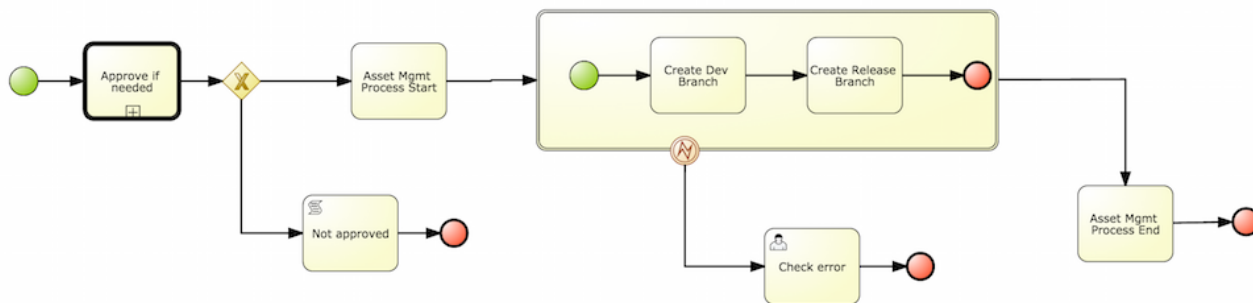 Approve if
needed
Asset Mgmt
Process Start
Create Dev
Branch
Create Release
Branch
Not approved
Check error
Asset Mgmt
Process End